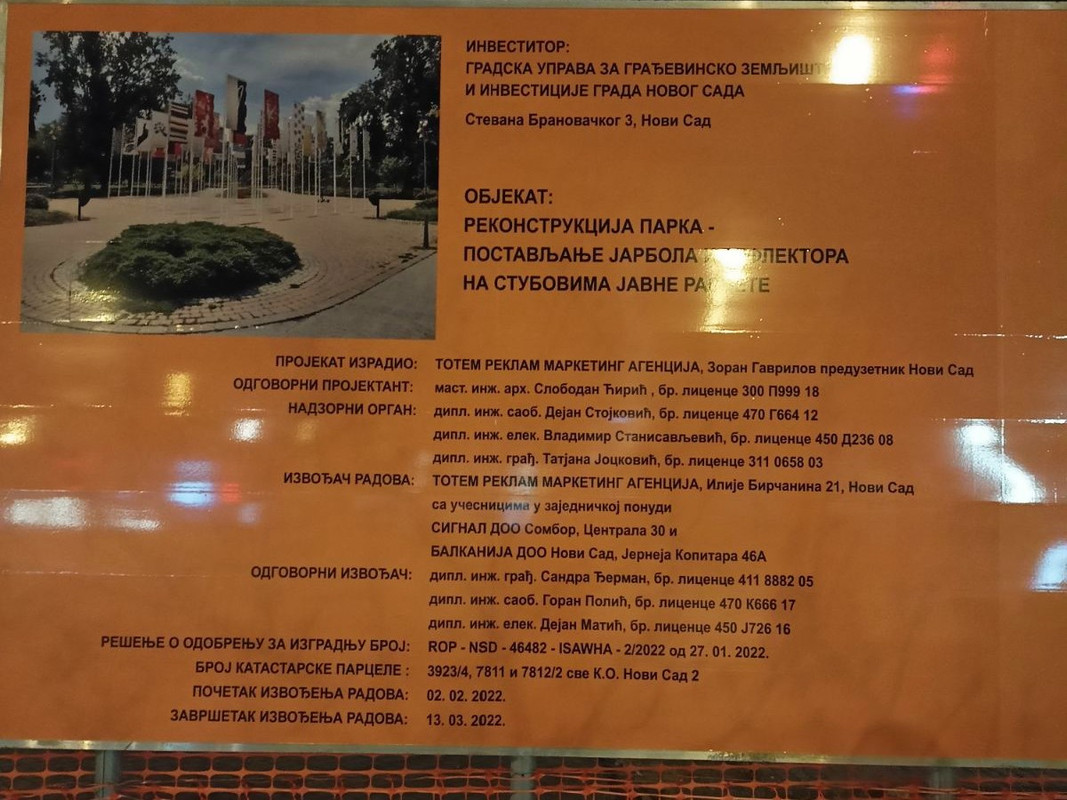 ИНВЕСТИТОР:
ГРАДСКА УПРАВА ЗА ГРАЂЕВИНСКО ЗЕМЉИШТ
И ИНВЕСТИЦИЈЕ ГРАДА НОВОГ САДА
Стевана Брановачког 3, Нови Сад
ОБЈЕКАТ:
РЕКОНСТРУКЦИЈА ПАРКА -
ПОСТАВЉАЊЕ ЈАРБОЛА
НА СТУБОВИМА ЈАВНЕ
ПРОЈЕКАТ ИЗРАДИО: ТОТЕМ РЕКЛАМ МАРКЕТИНГ АГЕНЦИЈА, Зоран Гаврилов предузетник Нови Сад
ОДГОВОРНИ ПРОЈЕКТАНТ: маст. инж. арх. Слободан Ћирић , бр. лиценце 300 П999 18
НАДЗОРНИ ОРГАН: дипл. инж. саоб. Дејан Стојковић, бр. лиценце 470 Г664 12
дипл. инж. елек. Владимир Станисављевић, бр. лиценце 450 Д236 08
дипл. инж. грађ. Татјана Јоцковић, бр. лиценце 311 0658 03
ИЗВОЂАЧ РАДОВА: ТОТЕМ РЕКЛАМ МАРКЕТИНГ АГЕНЦИЈА, Илије Бирчанина 21, Нови Сад
са учесницима у заједничкој понуди
СИГНАЛ ДОО Сомбор, Централа 30 и
БАЛКАНИЈА ДОО Нови Сад, Јернеја Копитара 46А
ОДГОВОРНИ ИЗВОЂАЧ: дипл. инж. грађ. Сандра Ђерман, бр. лиценце 411 8882 05
дипл. инж. саоб. Горан Полић, бр. лиценце 470 К666 17
дипл. инж. елек. Дејан Матић, бр. лиценце 450 Ј726 16
РЕШЕЊЕ О ОДОБРЕЊУ ЗА ИЗГРАДЊУ БРОЈ: ROP - NSD - 46482 - ISAWHA - 2/2022 од 27. 01. 2022.
БРОЈ КАТАСТАРСКЕ ПАРЦЕЛЕ : 3923/4, 7811 и 7812/2 све К.О. Нови Сад 2
ПОЧЕТАК ИЗВОЂЕЊА РАДОВА: 02. 02. 2022.
ЗАВРШЕТАК ИЗВОЂЕЊА РАДОВА: 13. 03. 2022.